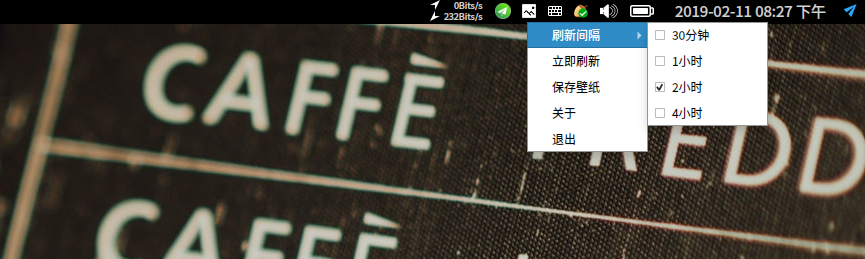 0Bits/s
232Bits/s
2019-02-11 08:27 下午
刷新间隔
立即刷新
保存壁纸
关于
退出
30分钟
1小时
2小时
4小时
CAFFÈ
CAFFÈ